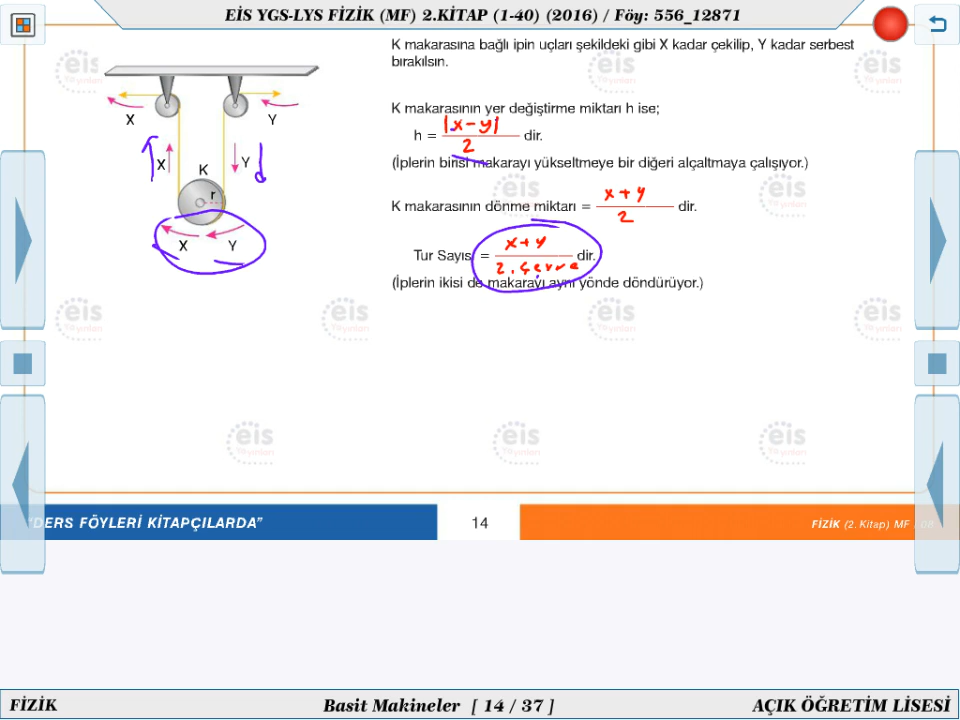 EİS YGS-LYS FİZİK (MF) 2.KİTAP (1-40) (2016) / Föy: 556_12871
K makarasına bağlı ipin uçları şekildeki gibi X kadar çekilip, Y kadar serbest
bırakılsın.
X
Y
K makarasının yer değiştirme miktarı h ise;
h = |x-y| / 2 dir.
X
K
Y
(İplerin birisi makarayı yükseltmeye bir diğeri alçaltmaya çalışıyor.)
r
K makarasının dönme miktarı = x+y / 2 dir.
X
Y
Tur Sayıs = x+y / 2. çevre dir.
(İplerin ikisi de makarayı aynı yönde döndürüyor.)
eis
yayınları
"DERS FÖYLERİ KİTAPÇILARDA"
14
FİZİK (2. Kitap) MF
FİZİK
Basit Makineler [ 14 / 37 ]
AÇIK ÖĞRETİM LİSESİ